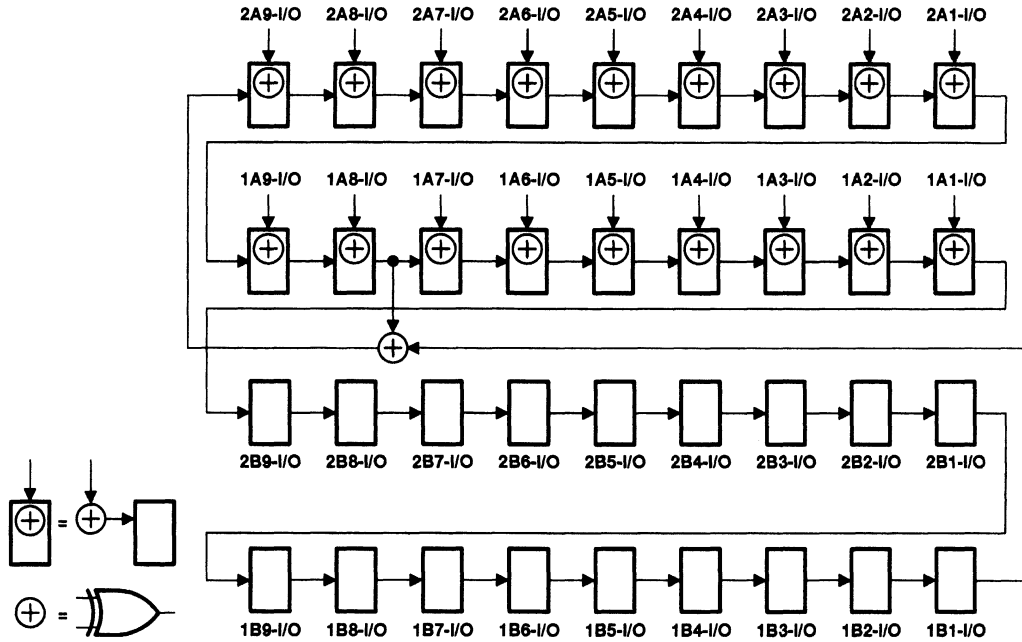 2A9-I/O 2A8-I/O 2A7-I/O 2A6-I/O 2A5-I/O 2A4-I/O 2A3-I/O 2A2-I/O 2A1-I/O
1A9-I/O 1A8-I/O 1A7-I/O 1A6-I/O 1A5-I/O 1A4-I/O 1A3-I/O 1A2-I/O 1A1-I/O
2B9-I/O 2B8-I/O 2B7-I/O 2B6-I/O 2B5-I/O 2B4-I/O 2B3-I/O 2B2-I/O 2B1-I/O
=
=
1B9-I/O 1B8-I/O 1B7-I/O 1B6-I/O 1B5-I/O 1B4-I/O 1B3-I/O 1B2-I/O 1B1-I/O